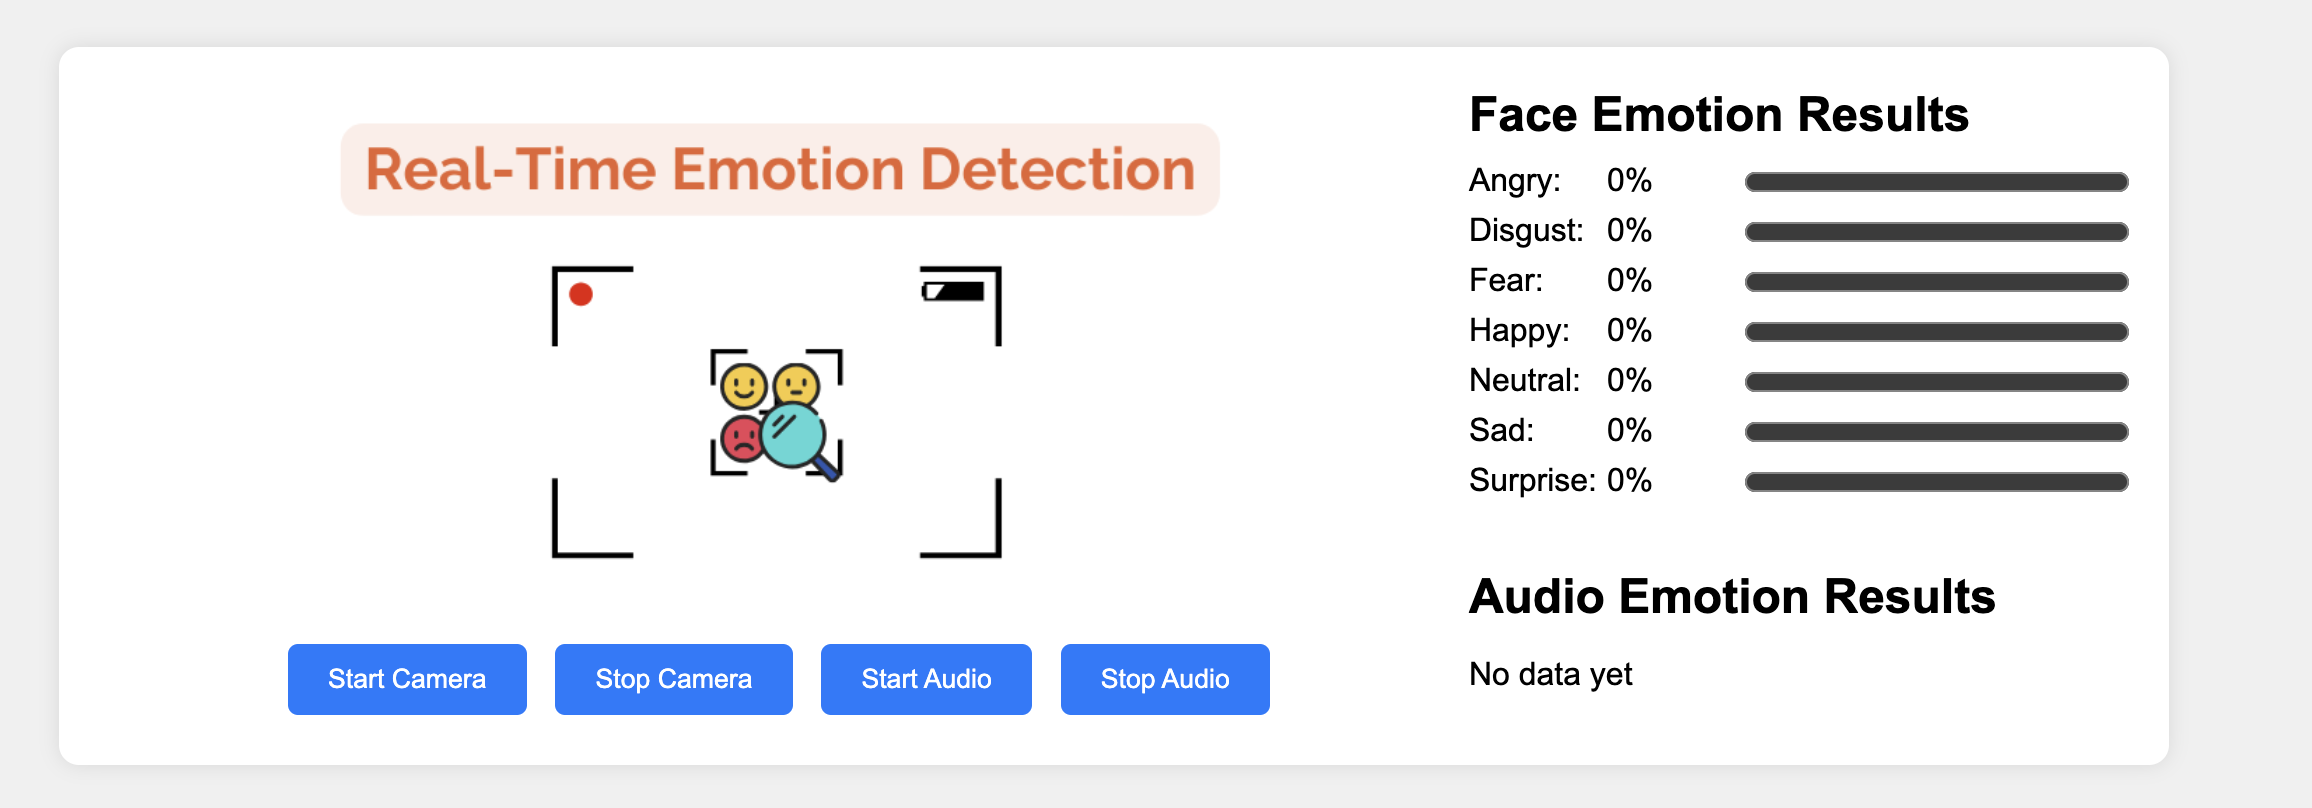 Real-Time Emotion Detection
Start Camera
Stop Camera
Start Audio
Stop Audio
Face Emotion Results
Angry: 0%
Disgust: 0%
Fear: 0%
Happy: 0%
Neutral: 0%
Sad: 0%
Surprise: 0%
Audio Emotion Results
No data yet